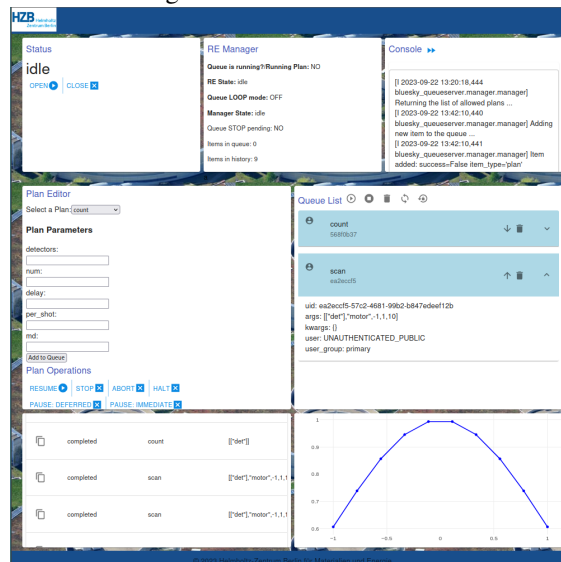 HZB Helmholtz
Zentrum Berlin
Status
idle
OPEN CLOSE
RE Manager
Queue is running?/Running Plan: NO
RE State: idle
Queue LOOP mode: OFF
Manager State: idle
Queue STOP pending: NO
Items in queue: 0
Items in history: 9
Console
[I 2023-09-22 13:20:18,444
bluesky_queueserver.manager.manager]
Returning the list of allowed plans ...
[I 2023-09-22 13:42:10,440
bluesky_queueserver.manager.manager] Adding
new item to the queue ...
[I 2023-09-22 13:42:10,441
bluesky_queueserver.manager.manager] Item
added: success=False item_type='plan'
Plan Editor
Select a Plan: count
Plan Parameters
detectors:
num:
delay:
per_shot:
md:
Add to Queue
Plan Operations
RESUME STOP ABORT HALT
PAUSE: DEFERRED PAUSE: IMMEDIATE
Queue List
count
568f0b37
scan
ea2eccf5
uid: ea2eccf5-57c2-4681-99b2-b847edeef12b
args: [["det"],"motor",-1,1,10]
kwargs: {}
user: UNAUTHENTICATED_PUBLIC
user_group: primary
completed count [["det"]]
completed scan [["det"],"motor",-1,1,1
completed scan [["det"],"motor",-1,1,1
1
0.9
0.8
0.7
0.6
−1 −0.5 0 0.5 1